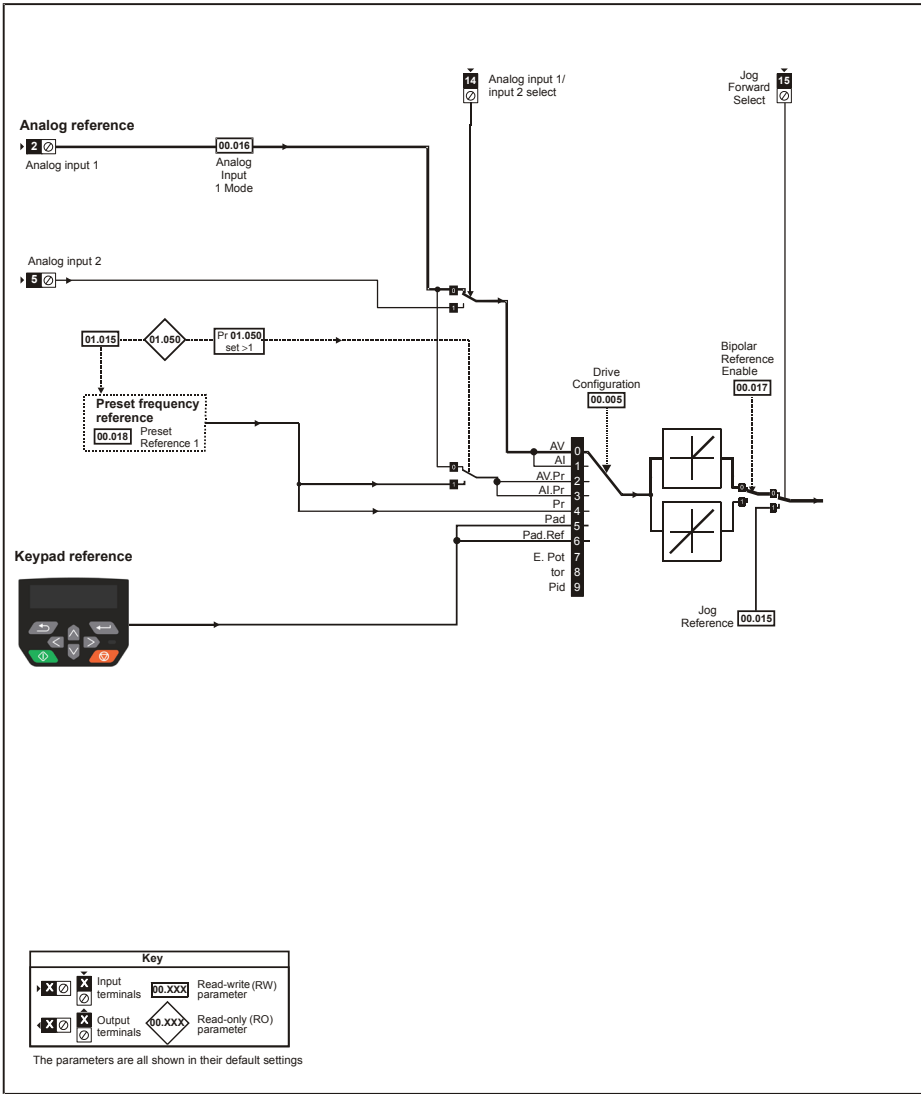 14
Analog input 1/
input 2 select
Jog
Forward
Select
15
Analog reference
2
Analog input 1
00.016
Analog
Input
1 Mode
Analog input 2
5
0
1
01.015
01.050
Pr 01.050
set >1
Preset frequency
reference
00.018
Preset
Reference 1
Drive
Configuration
00.005
Bipolar
Reference
Enable
00.017
0
1
0
1
0
1
AV 0
AI 1
AV.Pr 2
AI.Pr 3
Pr 4
Pad 5
Pad.Ref 6
E. Pot 7
tor 8
Pid 9
Keypad reference
Jog
Reference
00.015
Key
X
X
Input
terminals
00.XXX
Read-write (RW)
parameter
X
X
Output
terminals
00.XXX
Read-only (RO)
parameter
The parameters are all shown in their default settings